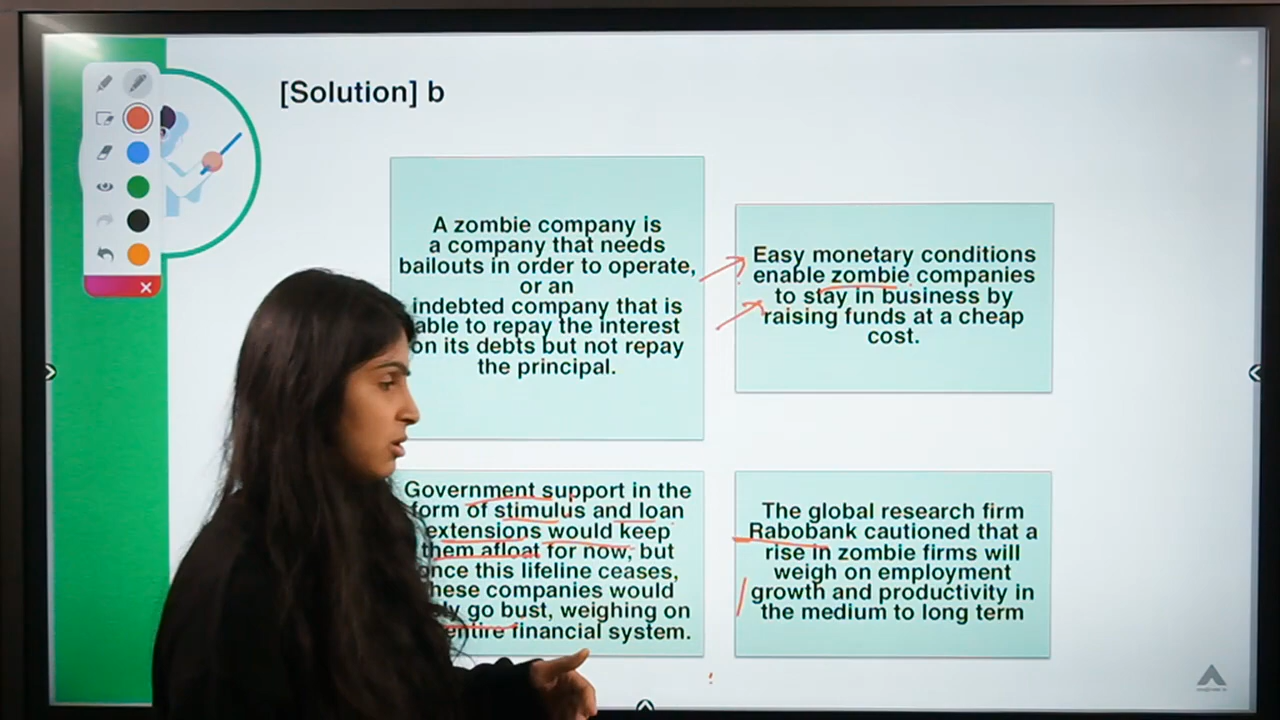 [Solution] b
A zombie company is
a company that needs
bailouts in order to operate,
or an
indebted company that is
able to repay the interest
on its debts but not repay
the principal.
Easy monetary conditions
enable zombie companies
to stay in business by
raising funds at a cheap
cost.
Government support in the
form of stimulus and loan
extensions would keep
them afloat for now, but
once this lifeline ceases,
these companies would
go bust, weighing on
entire financial system.
The global research firm
Rabobank cautioned that a
rise in zombie firms will
weigh on employment
growth and productivity in
the medium to long term